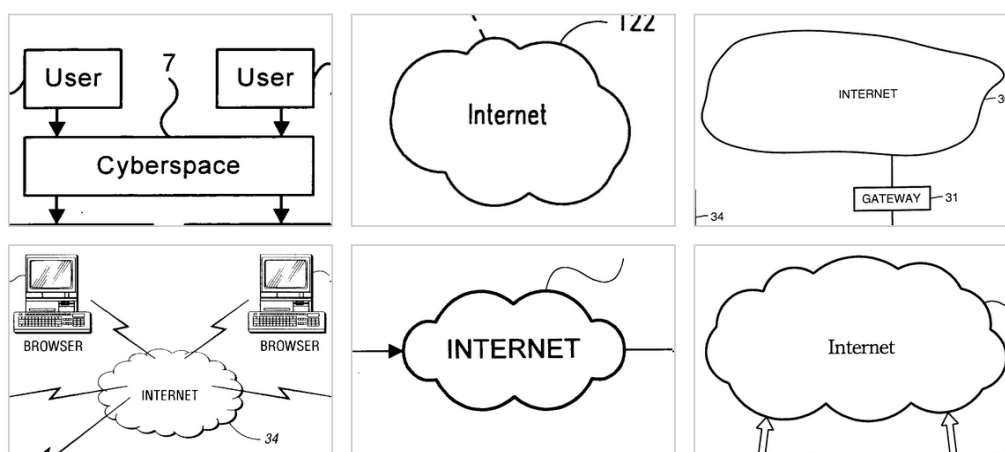 User
7
User
Cyberspace
122
Internet
INTERNET
GATEWAY
31
34
BROWSER
BROWSER
INTERNET
34
INTERNET
Internet